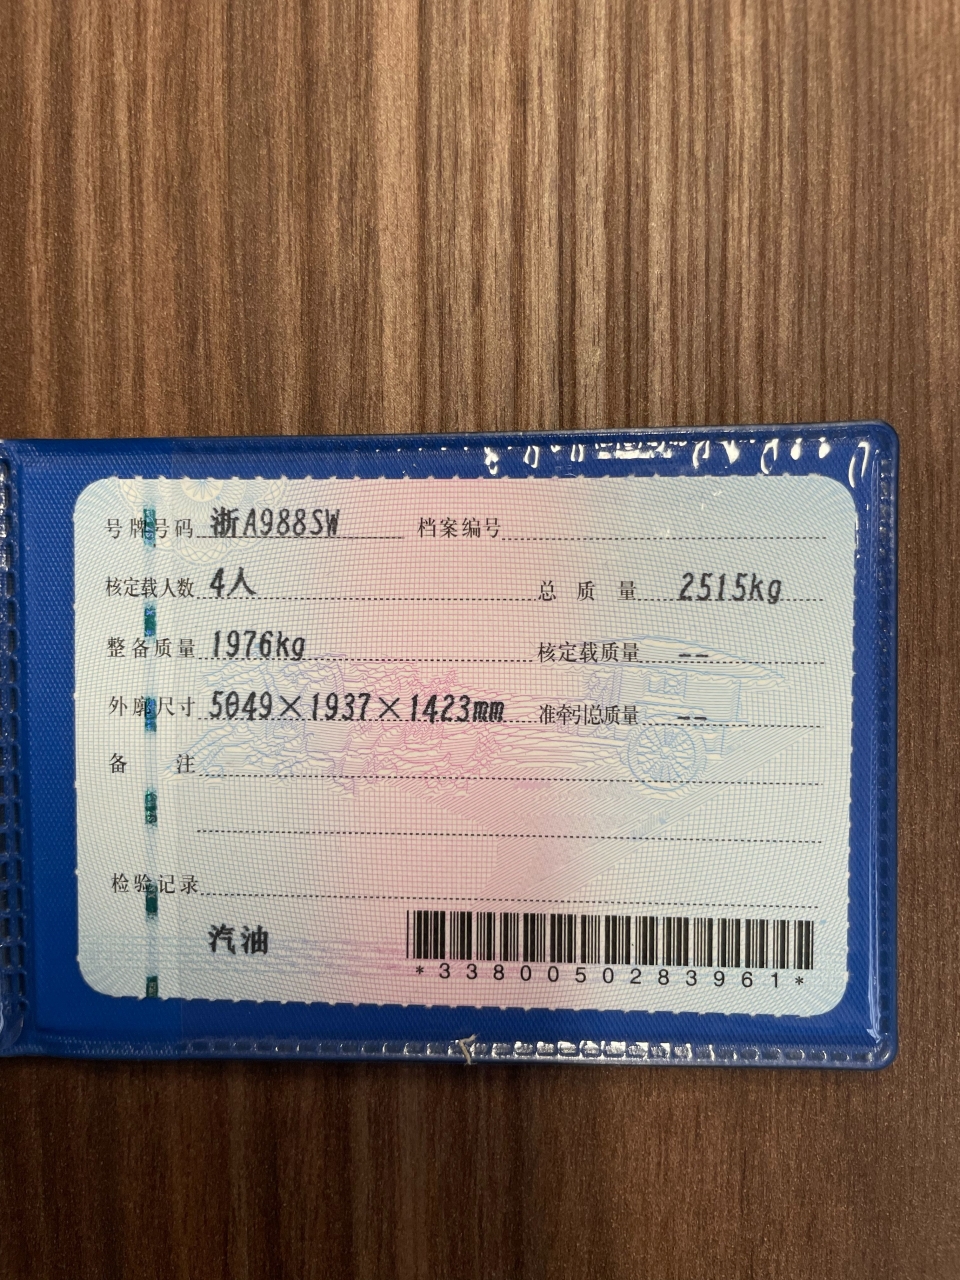 号牌号码 浙A988SW 档案编号
核定载人数 4人 总质量 2515kg
整备质量 1976kg 核定载质量 --
外廓尺寸 5049×1937×1423mm 准牵引总质量 --
备注
检验记录
汽油
*3380050283961*